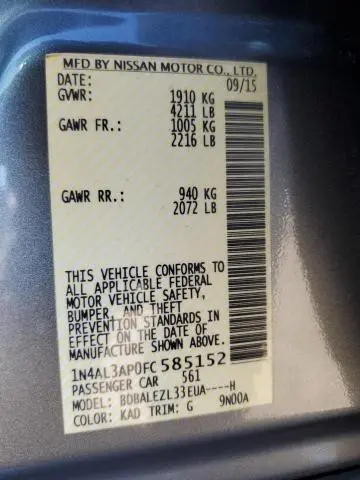 MFD BY NISSAN MOTOR CO., LTD.
DATE: 09/15
GVWR: 1910 KG
4211 LB
GAWR FR.: 1005 KG
2216 LB
GAWR RR.: 940 KG
2072 LB
THIS VEHICLE CONFORMS TO
ALL APPLICABLE FEDERAL
MOTOR VEHICLE SAFETY,
BUMPER, AND THEFT
PREVENTION STANDARDS IN
EFFECT ON THE DATE OF
MANUFACTURE SHOWN ABOVE.
1N4AL3AP0FC585152
PASSENGER CAR 561
MODEL: BDBALEZL33EUA----H
COLOR: KAD TRIM: G 9N00A